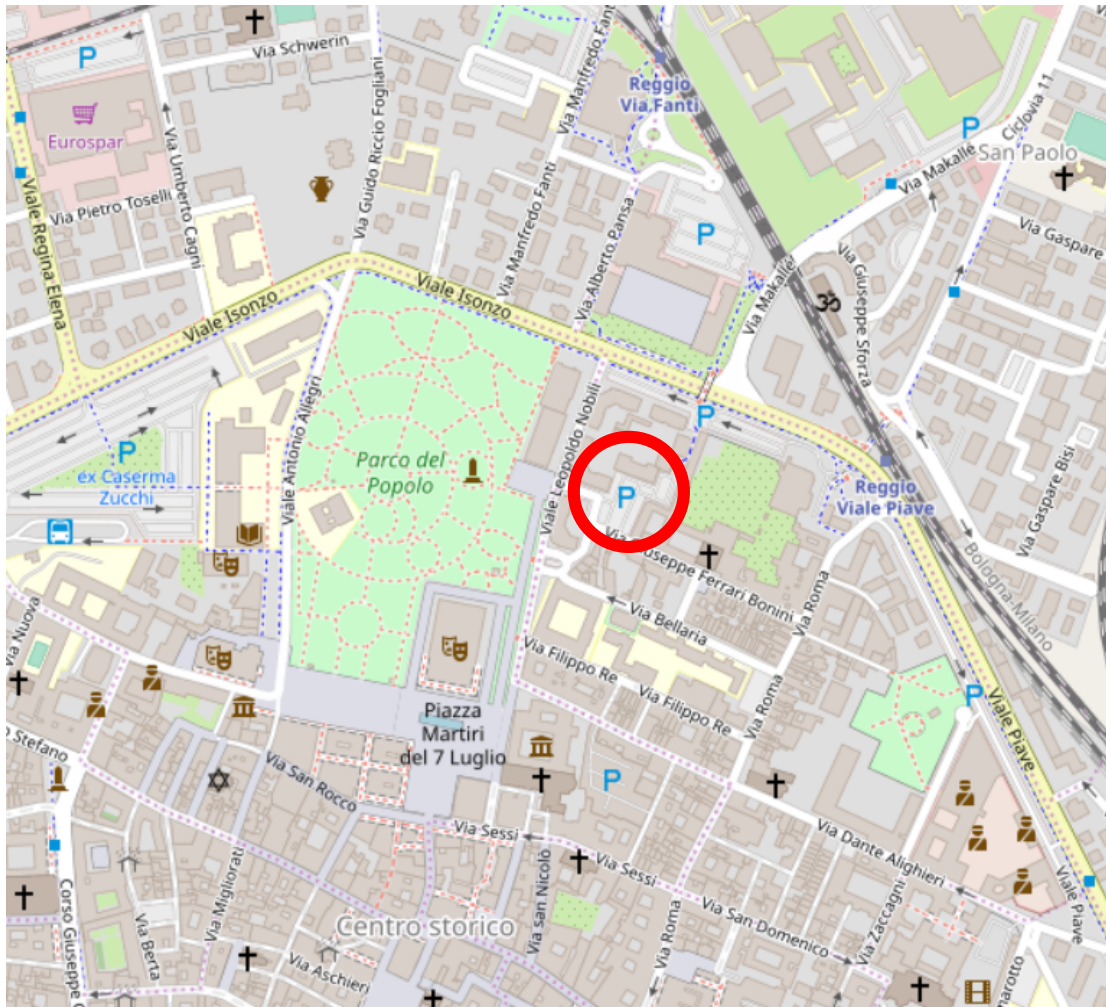 Via Schwerin
P
Via Manfredo Fanti
Reggio
Via Fanti
Ciclovia 11
Eurospar
Via Umberto Cagni
Via Guido Riccio Fogliani
P
San Paolo
Via Makallé
Via Pietro Toselli
Via Manfredo Fanti
Via Alberto Pansa
P
Via Gaspare
Viale Regina Elena
Viale Isonzo
Viale Isonzo
Via Makallé
Via Giuseppe Sforza
ॐ
Viale Antonio Allegri
Viale Leopoldo Nobili
P
P
ex Caserma
Zucchi
Parco del
Popolo
P
Reggio
Viale Piave
Via Gaspare Bisi
Via Giuseppe Ferrari Bonini
Via Roma
Bologna-Milano
Via Nuova
Via Bellaria
Via Filippo Re
Via Filippo Re
Via Roma
P
Viale Piave
Piazza
Martiri
del 7 Luglio
o Stefano
Via San Rocco
P
Via Sessi
Via Sessi
Via Dante Alighieri
Via Migliorati
Via san Nicolò
Viale Piave
Corso Giuseppe G
Via Berta
Centro storico
Via Roma
Via San Domenico
Via Zaccagni
Via Aschieri
narotto